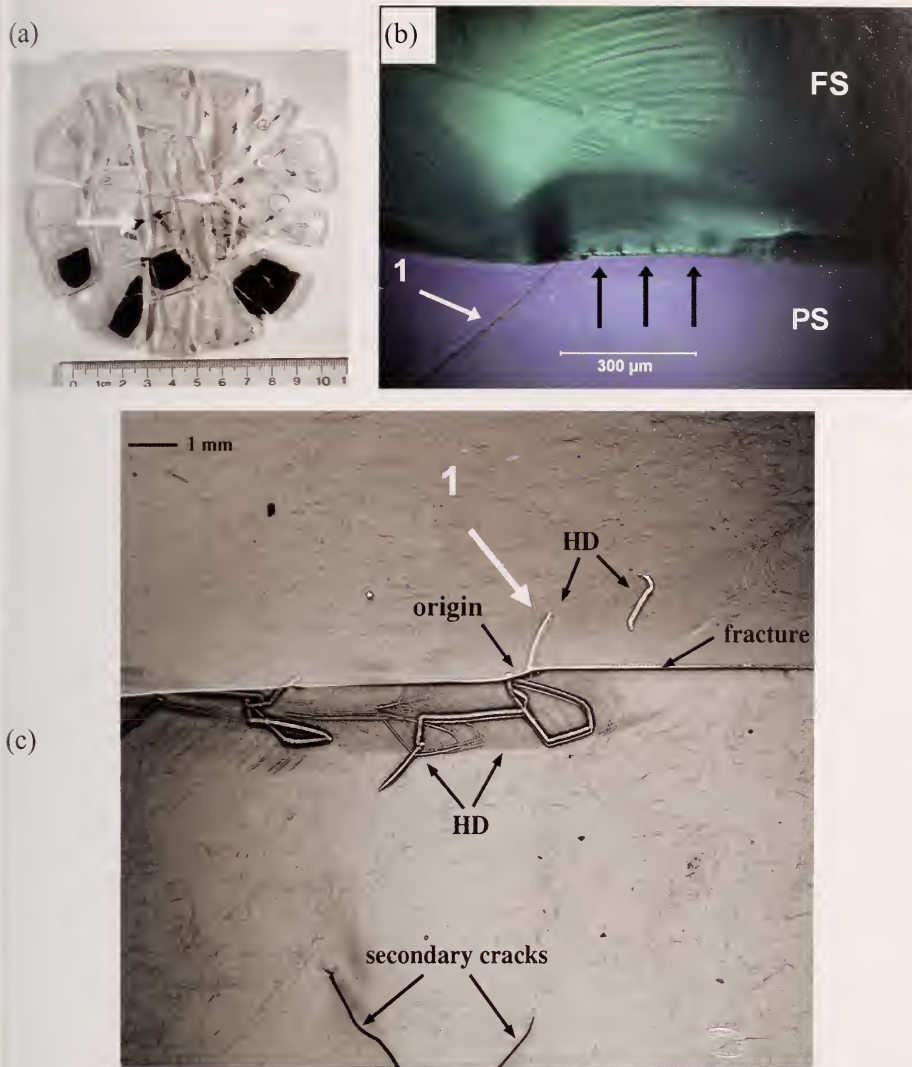 (a)
0 1cm 2 3 4 5 6 7 8 9 10 1
(b)
FS
1
PS
300 µm
(c)
1 mm
1
HD
origin
fracture
HD
secondary cracks